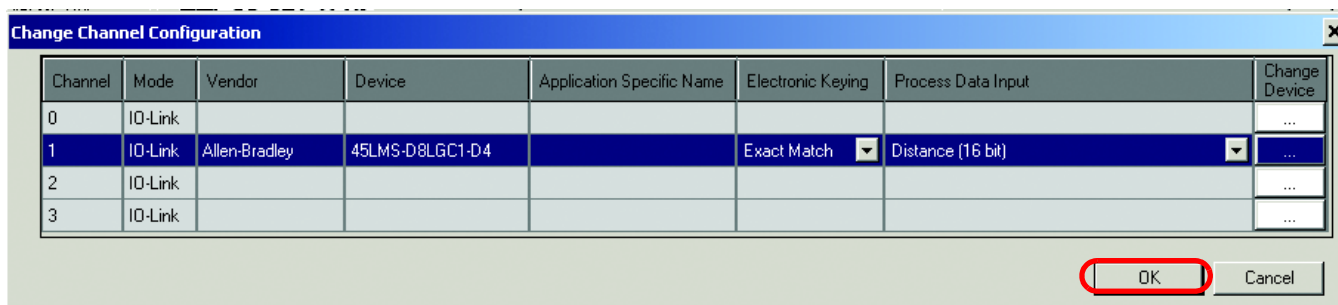 Change Channel Configuration
Channel Mode Vendor Device Application Specific Name Electronic Keying Process Data Input Change Device
0 IO-Link ...
1 IO-Link Allen-Bradley 45LMS-D8LGC1-D4 Exact Match Distance (16 bit) ...
2 IO-Link ...
3 IO-Link ...
OK Cancel